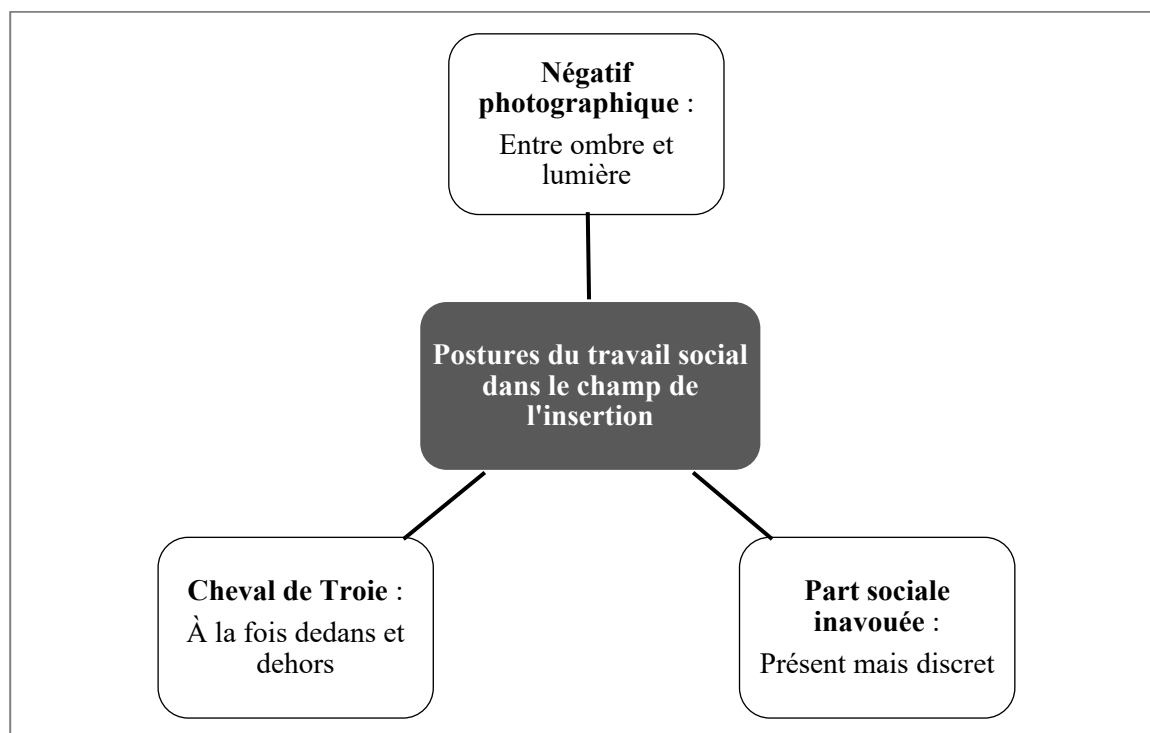 Négatif
photographique :
Entre ombre et
lumière
Postures du travail social
dans le champ de
l'insertion
Cheval de Troie :
À la fois dedans et
dehors
Part sociale
inavouée :
Présent mais discret